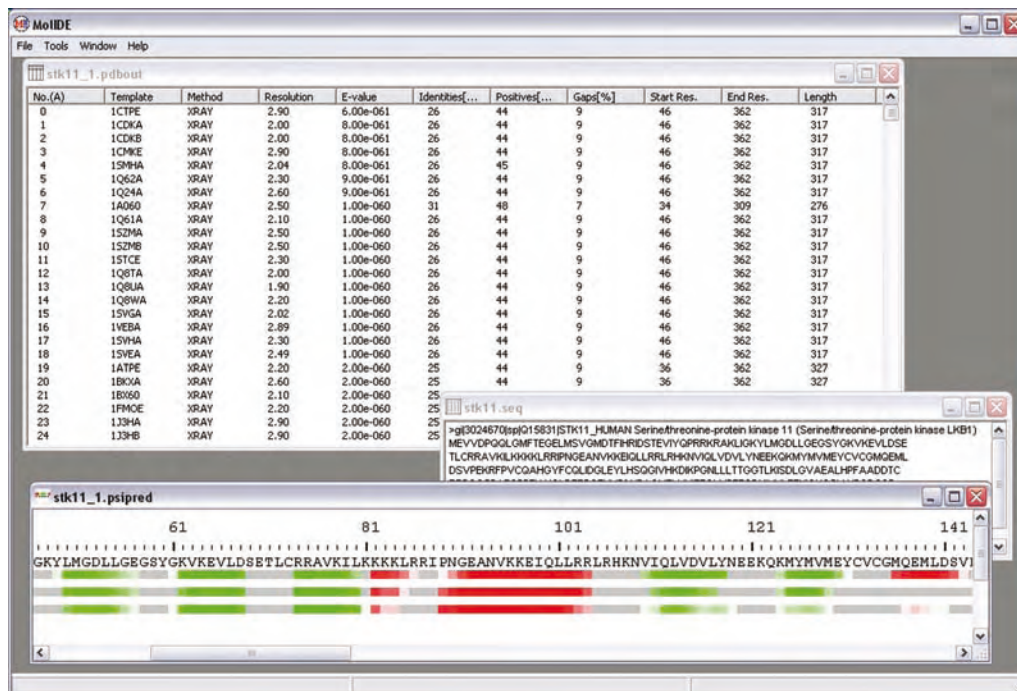 MolIDE
File Tools Window Help
stk11_1.pdbout
No.(A) Template Method Resolution E-value Identities[... Positives[... Gaps[%] Start Res. End Res. Length
0 1CTPE XRAY 2.90 6.00e-061 26 44 9 46 362 317
1 1CDKA XRAY 2.00 8.00e-061 26 44 9 46 362 317
2 1CDKB XRAY 2.00 8.00e-061 26 44 9 46 362 317
3 1CMKE XRAY 2.90 8.00e-061 26 44 9 46 362 317
4 1SMHA XRAY 2.04 8.00e-061 26 45 9 46 362 317
5 1Q62A XRAY 2.30 9.00e-061 26 44 9 46 362 317
6 1Q24A XRAY 2.60 9.00e-061 26 44 9 46 362 317
7 1A060 XRAY 2.50 1.00e-060 31 48 7 34 309 276
8 1Q61A XRAY 2.10 1.00e-060 26 44 9 46 362 317
9 1SZMA XRAY 2.50 1.00e-060 26 44 9 46 362 317
10 1SZMB XRAY 2.50 1.00e-060 26 44 9 46 362 317
11 1STCE XRAY 2.30 1.00e-060 26 44 9 46 362 317
12 1Q8TA XRAY 2.00 1.00e-060 26 44 9 46 362 317
13 1Q8UA XRAY 1.90 1.00e-060 26 44 9 46 362 317
14 1Q8WA XRAY 2.20 1.00e-060 26 44 9 46 362 317
15 1SVGA XRAY 2.02 1.00e-060 26 44 9 46 362 317
16 1VEBA XRAY 2.89 1.00e-060 26 44 9 46 362 317
17 1SVHA XRAY 2.30 1.00e-060 26 44 9 46 362 317
18 1SVEA XRAY 2.49 1.00e-060 26 44 9 46 362 317
19 1ATPE XRAY 2.20 2.00e-060 25 44 9 36 362 327
20 1BKXA XRAY 2.60 2.00e-060 25 44 9 36 362 327
21 1BX60 XRAY 2.10 2.00e-060 25
22 1FMOE XRAY 2.20 2.00e-060 25
23 1J3HA XRAY 2.90 2.00e-060 25
24 1J3HB XRAY 2.90 2.00e-060 25
stk11.seq
>gi|3024670|sp|Q15831|STK11_HUMAN Serine/threonine-protein kinase 11 (Serine/threonine-protein kinase LKB1)
MEVVDPQQLGMFTEGELMSVGMDTFIHRIDSTEVIYQPRRKRAKLIGKYLMGDLLGEGSYGKVKEVLDSE
TLCRRAVKILKKKKLRRIPNGEANVKKEIQLLRRLRHKNVIQLVDVLYNEEKQKMYMVMEYCVCGMQEML
DSVPEKRFPVCQAHGYFCQLIDGLEYLHSQGIVHKDIKPGNLLLTTGGTLKISDLGVAEALHPFAADDTC
stk11_1.psipred
61 81 101 121 141
GKYLMGDLLGEGSYGKVKEVLDSETLCRRAVKILKKKKLRRIPNGEANVKKEIQLLRRLRHKNVIQLVDVLYNEEKQKMYMVMEYCVCGMQEMLDSV